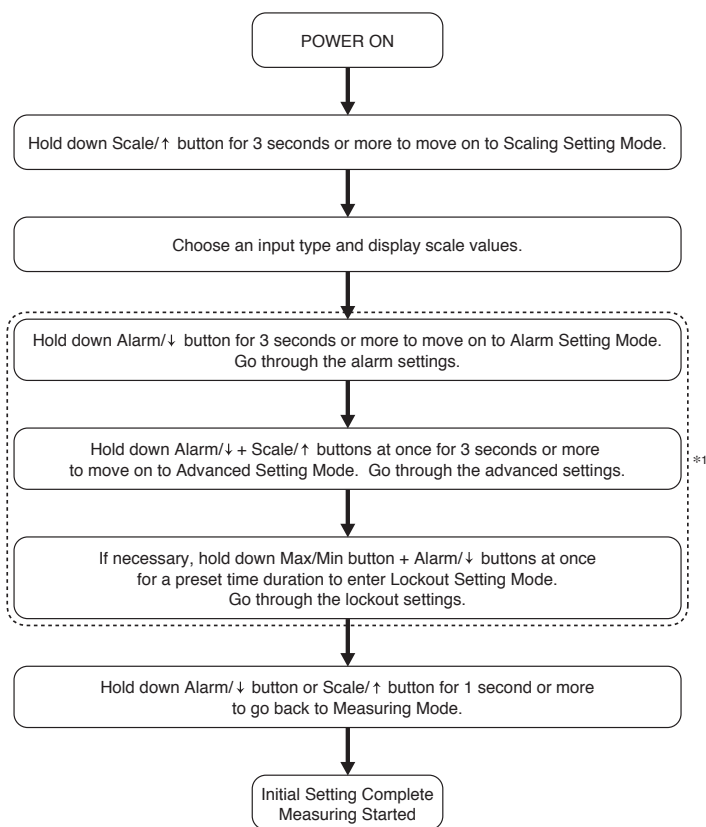 POWER ON
Hold down Scale/↑ button for 3 seconds or more to move on to Scaling Setting Mode.
Choose an input type and display scale values.
Hold down Alarm/↓ button for 3 seconds or more to move on to Alarm Setting Mode.
Go through the alarm settings.
Hold down Alarm/↓ + Scale/↑ buttons at once for 3 seconds or more
to move on to Advanced Setting Mode.  Go through the advanced settings.
*1
If necessary, hold down Max/Min button + Alarm/↓ buttons at once
for a preset time duration to enter Lockout Setting Mode.
Go through the lockout settings.
Hold down Alarm/↓ button or Scale/↑ button for 1 second or more
to go back to Measuring Mode.
Initial Setting Complete
Measuring Started